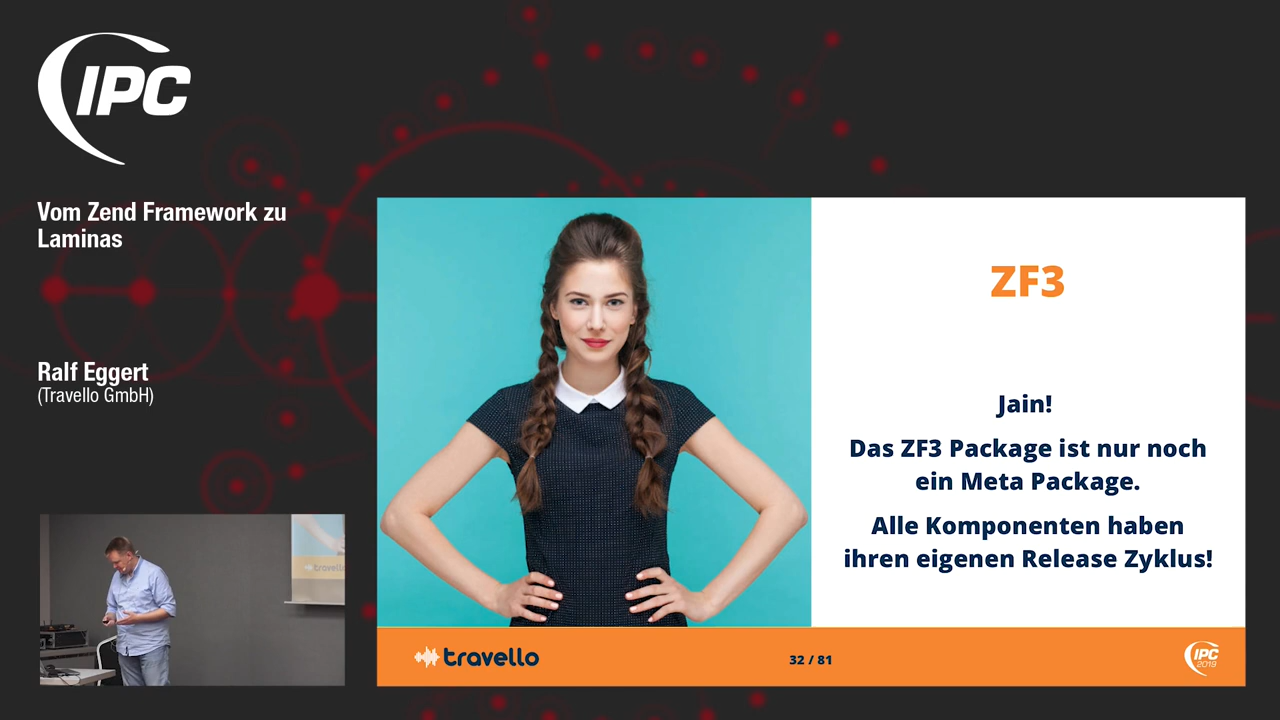 IPC
Vom Zend Framework zu
Laminas
Ralf Eggert
(Travello GmbH)
ZF3
Jain!
Das ZF3 Package ist nur noch
ein Meta Package.
Alle Komponenten haben
ihren eigenen Release Zyklus!
travello
travello
32 / 81
IPC
2019